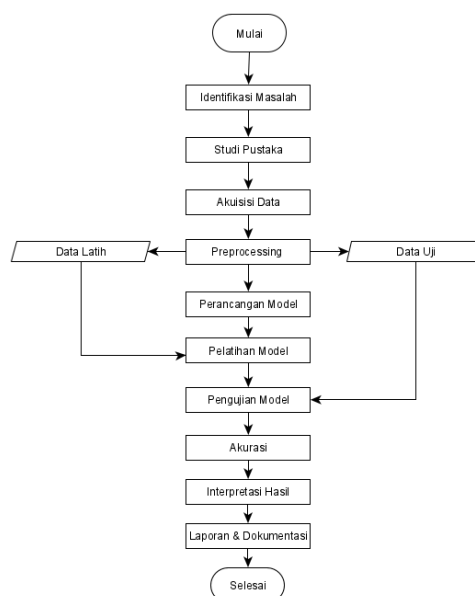 Mulai
Identifikasi Masalah
Studi Pustaka
Akuisisi Data
Data Latih
Preprocessing
Data Uji
Perancangan Model
Pelatihan Model
Pengujian Model
Akurasi
Interpretasi Hasil
Laporan & Dokumentasi
Selesai